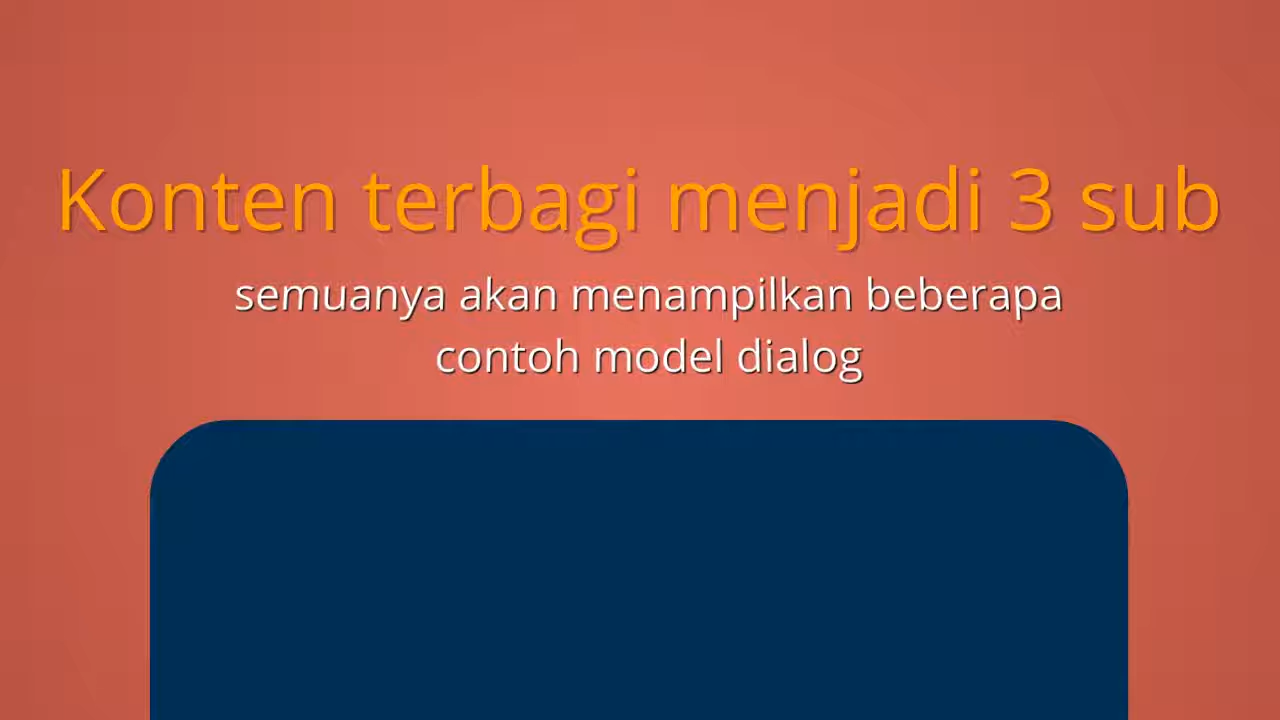 Konten terbagi menjadi 3 sub
semuanya akan menampilkan beberapa
contoh model dialog